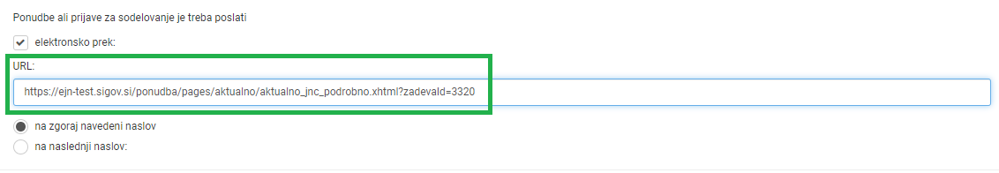 Ponudbe ali prijave za sodelovanje je treba poslati
elektronsko prek:
URL:
https://ejn-test.sigov.si/ponudba/pages/aktualno/aktualno_jnc_podrobno.xhtml?zadevaId=3320
na zgoraj navedeni naslov
na naslednji naslov: